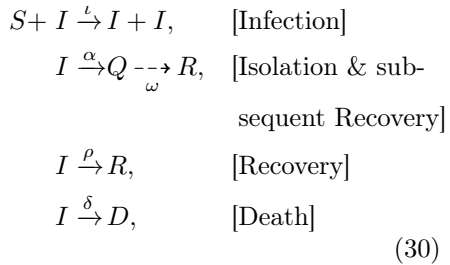 S+ I →^ι I + I, [Infection]
I →^α Q ⇢_ω R, [Isolation & sub-
sequent Recovery]
I →^ρ R, [Recovery]
I →^δ D, [Death]
(30)